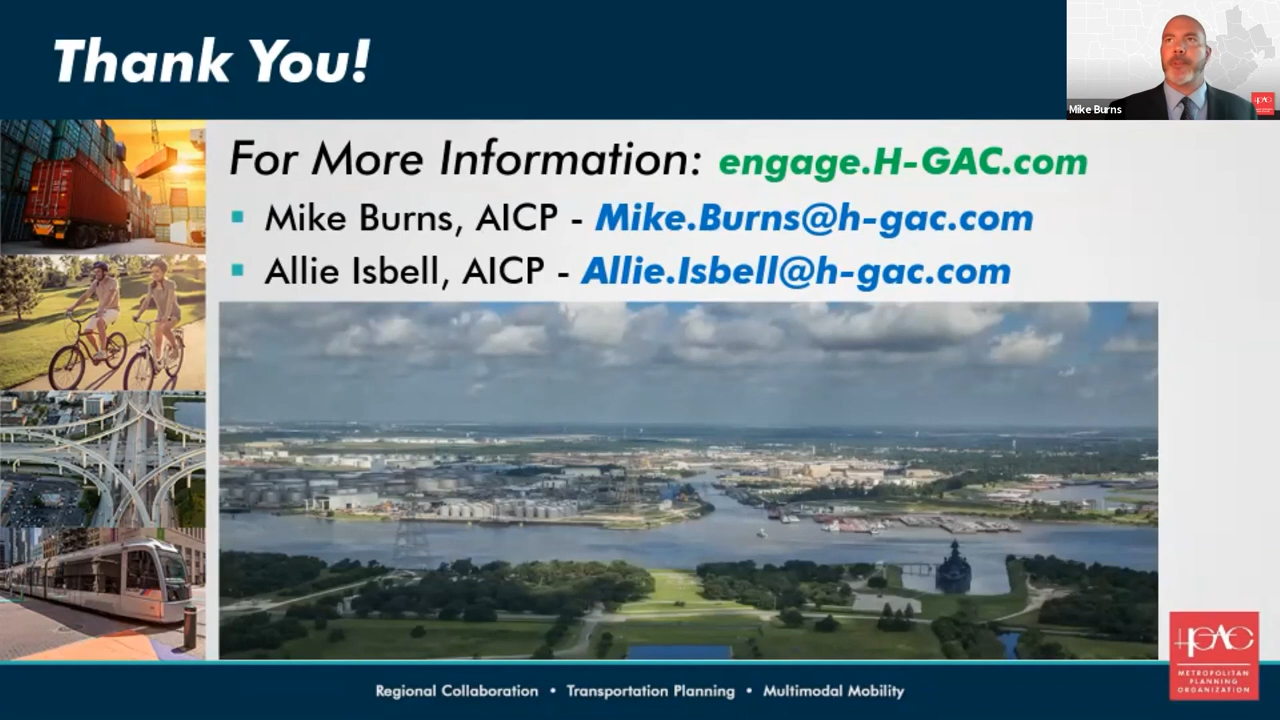 Thank You!
Mike Burns
For More Information: engage.H-GAC.com
Mike Burns, AICP - Mike.Burns@h-gac.com
Allie Isbell, AICP - Allie.Isbell@h-gac.com
HGAC
METROPOLITAN
PLANNING
ORGANIZATION
Regional Collaboration • Transportation Planning • Multimodal Mobility